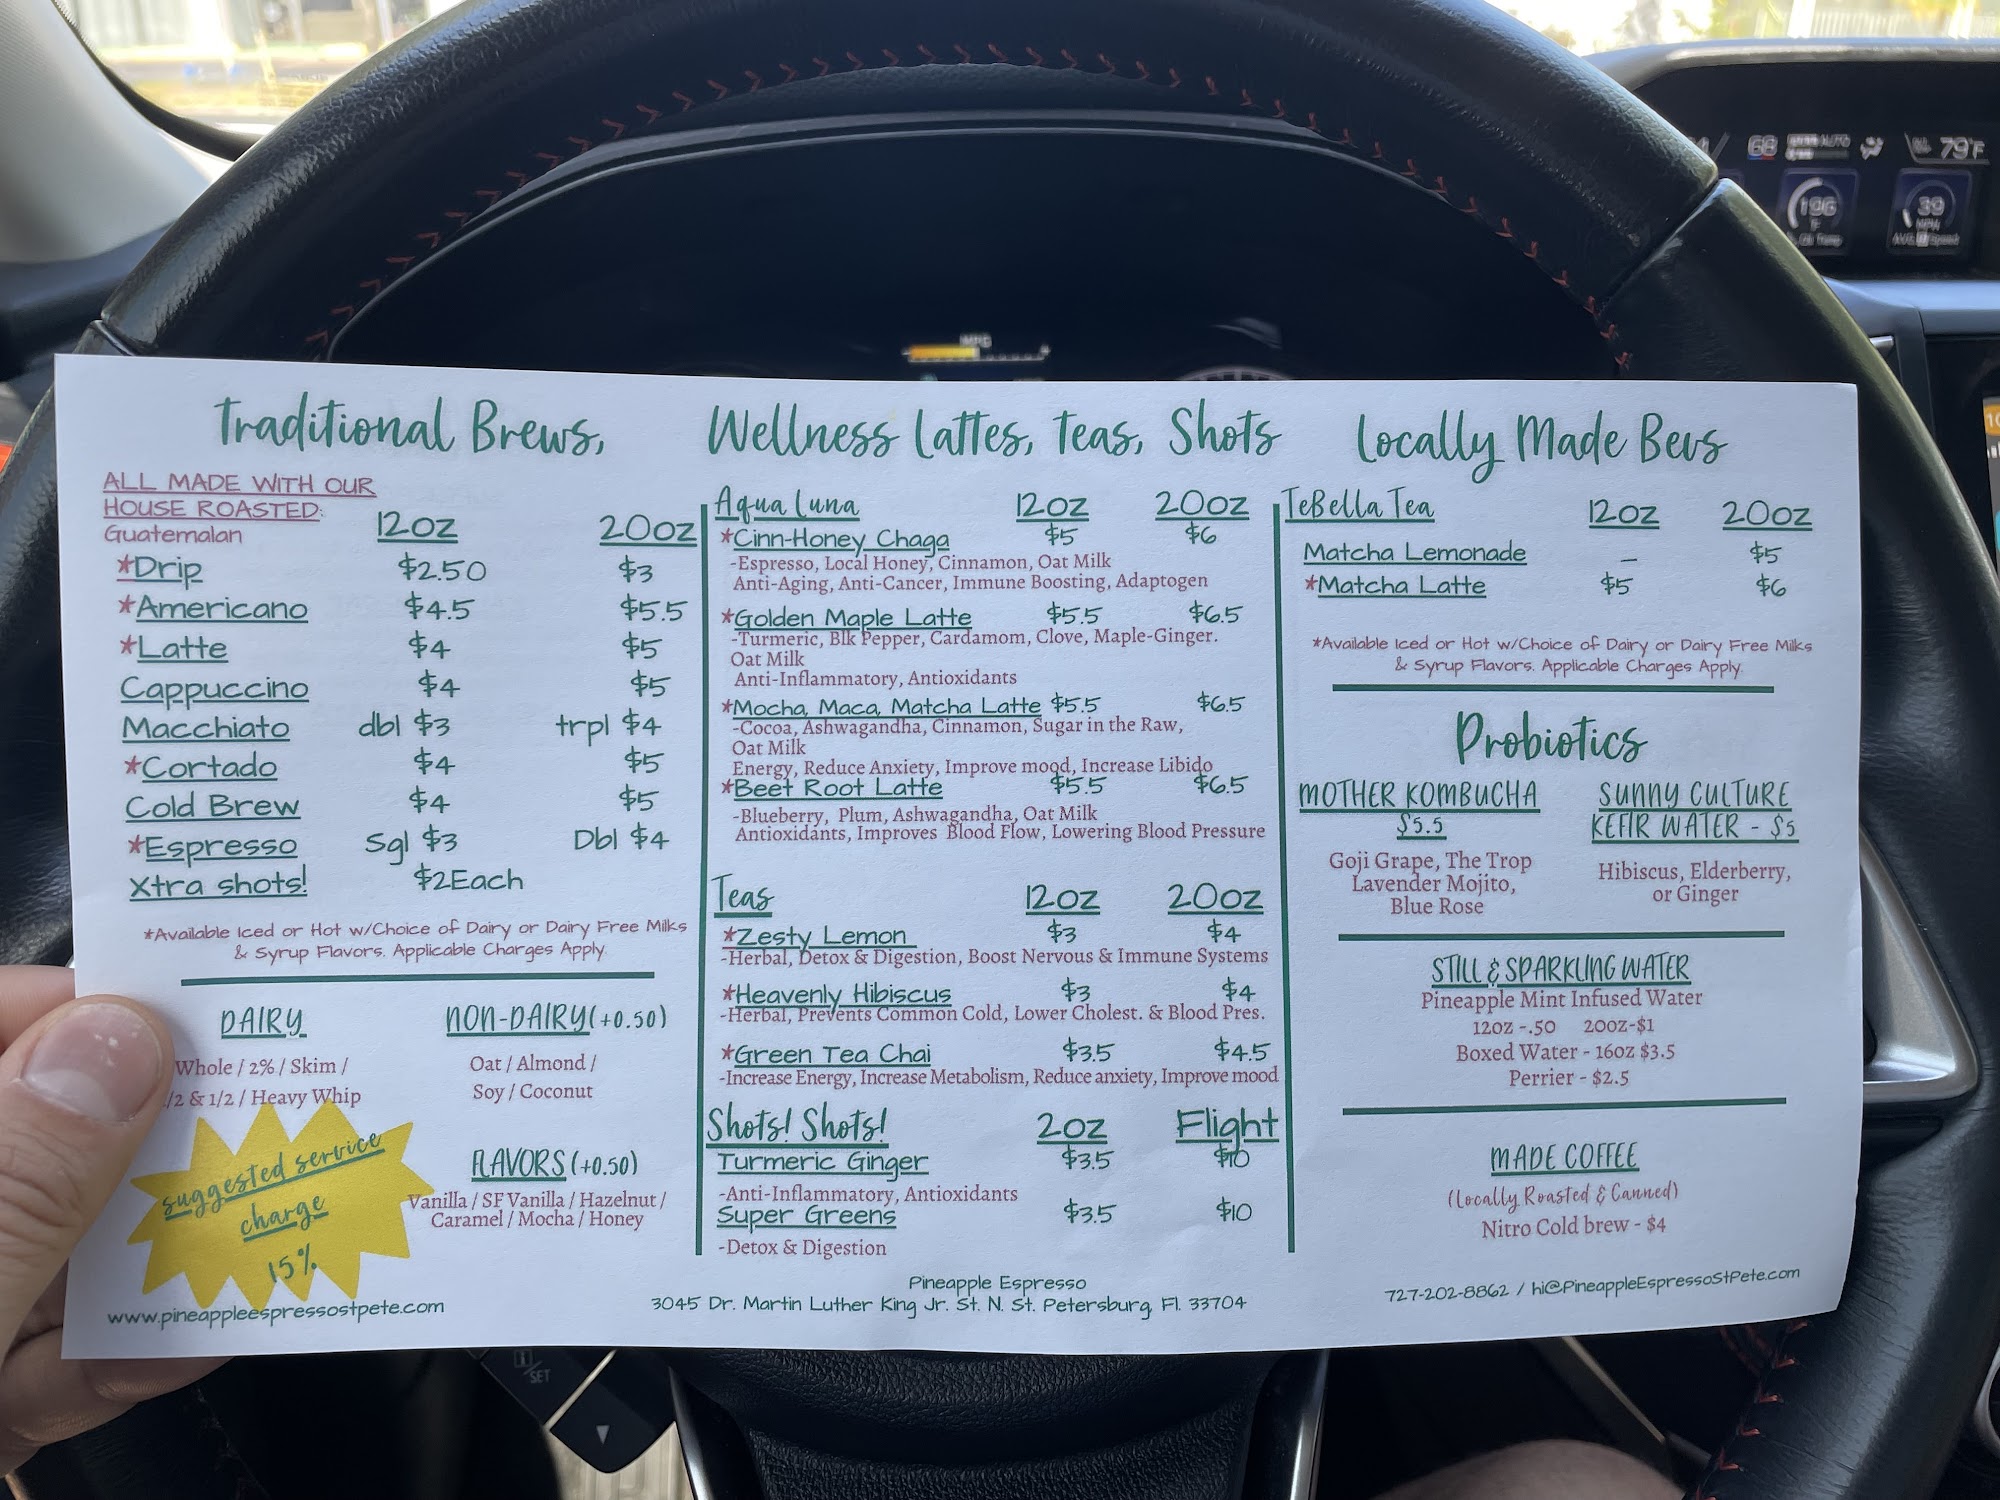 Traditional Brews,
ALL MADE WITH OUR
HOUSE ROASTED:
Guatemalan
12oz 20oz
*Drip $2.50 $3
*Americano $4.5 $5.5
*Latte $4 $5
Cappuccino $4 $5
Macchiato dbl $3 trpl $4
*Cortado $4 $5
Cold Brew $4 $5
*Espresso Sgl $3 Dbl $4
Xtra shots! $2Each
*Available Iced or Hot w/Choice of Dairy or Dairy Free Milks
& Syrup Flavors. Applicable Charges Apply.
DAIRY
Whole / 2% / Skim /
/2 & 1/2 / Heavy Whip
NON-DAIRY (+0.50)
Oat / Almond /
Soy / Coconut
FLAVORS (+0.50)
Vanilla / SF Vanilla / Hazelnut /
Caramel / Mocha / Honey
suggested service
charge
15%
www.pineappleespressostpete.com
Wellness Lattes, Teas, Shots
Aqua Luna 12oz 20oz
*Cinn-Honey Chaga $5 $6
-Espresso, Local Honey, Cinnamon, Oat Milk
Anti-Aging, Anti-Cancer, Immune Boosting, Adaptogen
*Golden Maple Latte $5.5 $6.5
-Turmeric, Blk Pepper, Cardamom, Clove, Maple-Ginger.
Oat Milk
Anti-Inflammatory, Antioxidants
*Mocha, Maca, Matcha Latte $5.5 $6.5
-Cocoa, Ashwagandha, Cinnamon, Sugar in the Raw,
Oat Milk
Energy, Reduce Anxiety, Improve mood, Increase Libido
*Beet Root Latte $5.5 $6.5
-Blueberry, Plum, Ashwagandha, Oat Milk
Antioxidants, Improves Blood Flow, Lowering Blood Pressure
Teas 12oz 20oz
*Zesty Lemon $3 $4
-Herbal, Detox & Digestion, Boost Nervous & Immune Systems
*Heavenly Hibiscus $3 $4
-Herbal, Prevents Common Cold, Lower Cholest. & Blood Pres.
*Green Tea Chai $3.5 $4.5
-Increase Energy, Increase Metabolism, Reduce anxiety, Improve mood
Shots! Shots! 2oz Flight
Turmeric Ginger $3.5 $10
-Anti-Inflammatory, Antioxidants
Super Greens $3.5 $10
-Detox & Digestion
Pineapple Espresso
3045 Dr. Martin Luther King Jr. St. N. St. Petersburg, Fl. 33704
Locally Made Bevs
TeBella Tea 12oz 20oz
Matcha Lemonade – $5
*Matcha Latte $5 $6
*Available Iced or Hot w/Choice of Dairy or Dairy Free Milks
& Syrup Flavors. Applicable Charges Apply.
Probiotics
MOTHER KOMBUCHA
$5.5
Goji Grape, The Trop
Lavender Mojito,
Blue Rose
SUNNY CULTURE
KEFIR WATER - $5
Hibiscus, Elderberry,
or Ginger
STILL & SPARKLING WATER
Pineapple Mint Infused Water
12oz -.50 20oz-$1
Boxed Water - 16oz $3.5
Perrier - $2.5
MADE COFFEE
(Locally Roasted & Canned)
Nitro Cold brew - $4
727-202-8862 / hi@PineappleEspressoStPete.com
68 AUTO 79°F
196 39
°F MPH
MPG
i/SET